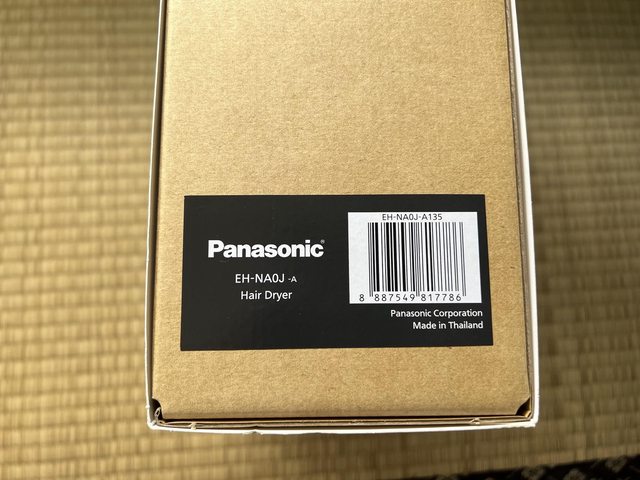 Panasonic®
EH-NA0J -A
Hair Dryer
EH-NA0J-A135
8 887549 817786
Panasonic Corporation
Made in Thailand